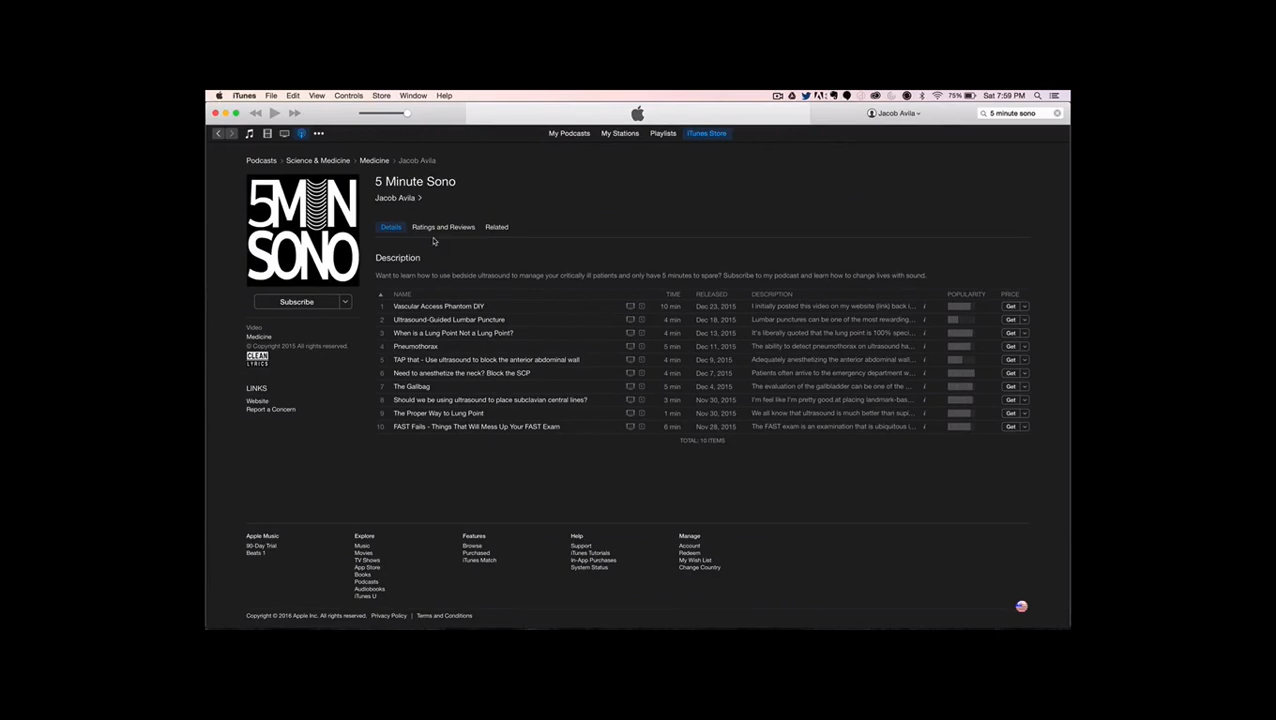 iTunes File Edit View Controls Store Window Help 75% Sat 7:59 PM
Jacob Avila 5 minute sono
My Podcasts My Stations Playlists iTunes Store
Podcasts > Science & Medicine > Medicine > Jacob Avila
5MIN
SONO
5 Minute Sono
Jacob Avila >
Details Ratings and Reviews Related
Description
Want to learn how to use bedside ultrasound to manage your critically ill patients and only have 5 minutes to spare? Subscribe to my podcast and learn how to change lives with sound.
Subscribe
Video
Medicine
© Copyright 2015 All rights reserved.
CLEAN
LYRICS
LINKS
Website
Report a Concern
NAME TIME RELEASED DESCRIPTION POPULARITY PRICE
1 Vascular Access Phantom DIY 10 min Dec 23, 2015 I initially posted this video on my website (link) back i... i Get
2 Ultrasound-Guided Lumbar Puncture 4 min Dec 18, 2015 Lumbar punctures can be one of the most rewarding... i Get
3 When is a Lung Point Not a Lung Point? 4 min Dec 13, 2015 It's liberally quoted that the lung point is 100% speci... i Get
4 Pneumothorax 5 min Dec 11, 2015 The ability to detect pneumothorax on ultrasound ha... i Get
5 TAP that - Use ultrasound to block the anterior abdominal wall 4 min Dec 9, 2015 Adequately anesthetizing the anterior abdominal wall... i Get
6 Need to anesthetize the neck? Block the SCP 4 min Dec 7, 2015 Patients often arrive to the emergency department w... i Get
7 The Gallbag 5 min Dec 4, 2015 The evaluation of the gallbladder can be one of the ... i Get
8 Should we be using ultrasound to place subclavian central lines? 3 min Nov 30, 2015 I'm feel like I'm pretty good at placing landmark-bas... i Get
9 The Proper Way to Lung Point 1 min Nov 30, 2015 We all know that ultrasound is much better than supi... i Get
10 FAST Fails - Things That Will Mess Up Your FAST Exam 6 min Nov 28, 2015 The FAST exam is an examination that is ubiquitous i... i Get
TOTAL: 10 ITEMS
Apple Music Explore Features Help Manage
90-Day Trial Music Browse Support Account
Beats 1 Movies Purchased iTunes Tutorials Redeem
TV Shows iTunes Match In-App Purchases My Wish List
App Store System Status Change Country
Books
Podcasts
Audiobooks
iTunes U
Copyright © 2016 Apple Inc. All rights reserved. Privacy Policy | Terms and Conditions